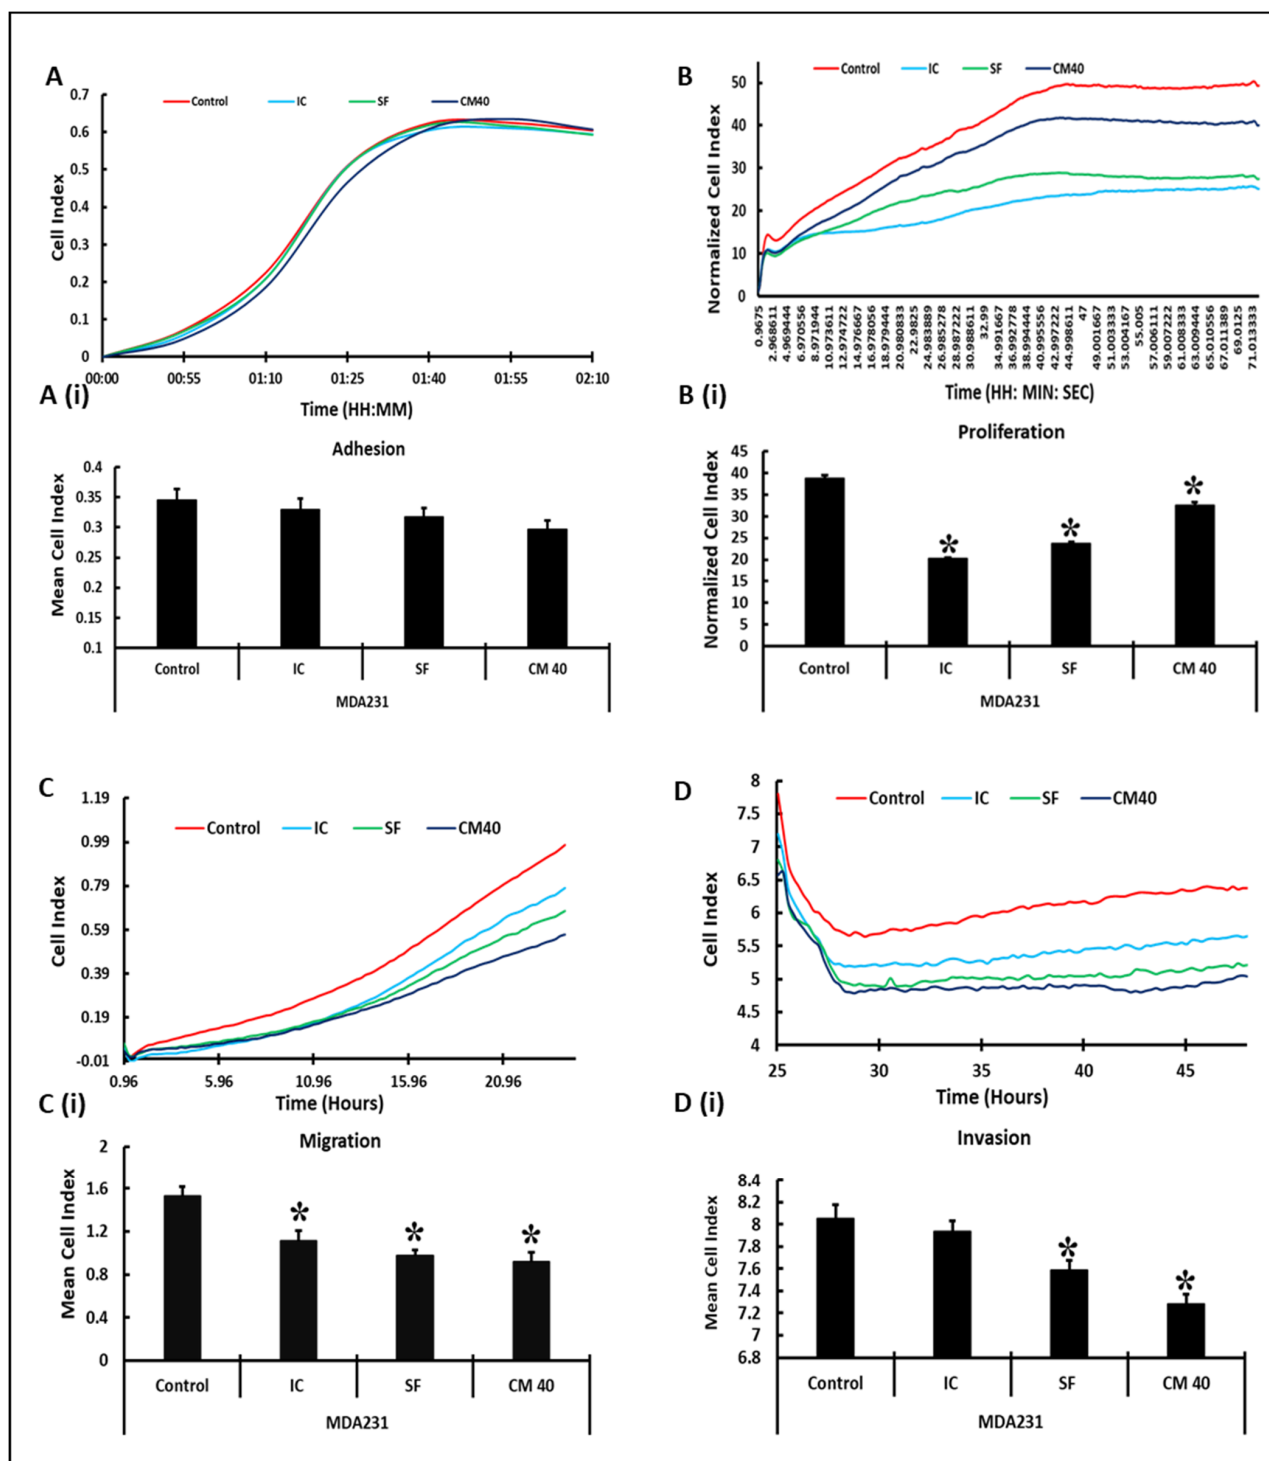 A
Control IC SF CM40
Cell Index
0.7
0.6
0.5
0.4
0.3
0.2
0.1
0
00:00 00:55 01:10 01:25 01:40 01:55 02:10
Time (HH:MM)
B
Control IC SF CM40
Normalized Cell Index
50
40
30
20
10
0
0.9675 2.968611 4.969444 6.970556 8.971944 10.973611 12.974722 14.976667 16.978056 18.979444 20.980833 22.9825 24.983889 26.985278 28.987222 30.988611 32.99 34.991667 36.992778 38.994444 40.995556 42.997222 44.998611 47 49.001667 51.003333 53.004167 55.005 57.006111 59.007222 61.008333 63.009444 65.010556 67.011389 69.0125 71.013333
Time (HH: MIN: SEC)
A (i)
Adhesion
Mean Cell Index
0.4
0.35
0.3
0.25
0.2
0.15
0.1
Control IC SF CM 40
MDA231
B (i)
Proliferation
Normalized Cell Index
45
40
35
30
25
20
15
10
5
0
* * *
Control IC SF CM 40
MDA231
C
Control IC SF CM40
Cell Index
1.19
0.99
0.79
0.59
0.39
0.19
-0.01
0.96 5.96 10.96 15.96 20.96
Time (Hours)
D
Control IC SF CM40
Cell Index
8
7.5
7
6.5
6
5.5
5
4.5
4
25 30 35 40 45
Time (Hours)
C (i)
Migration
Mean Cell Index
2
1.6
1.2
0.8
0.4
0
* * *
Control IC SF CM 40
MDA231
D (i)
Invasion
Mean Cell Index
8.4
8.2
8
7.8
7.6
7.4
7.2
7
6.8
* *
Control IC SF CM 40
MDA231